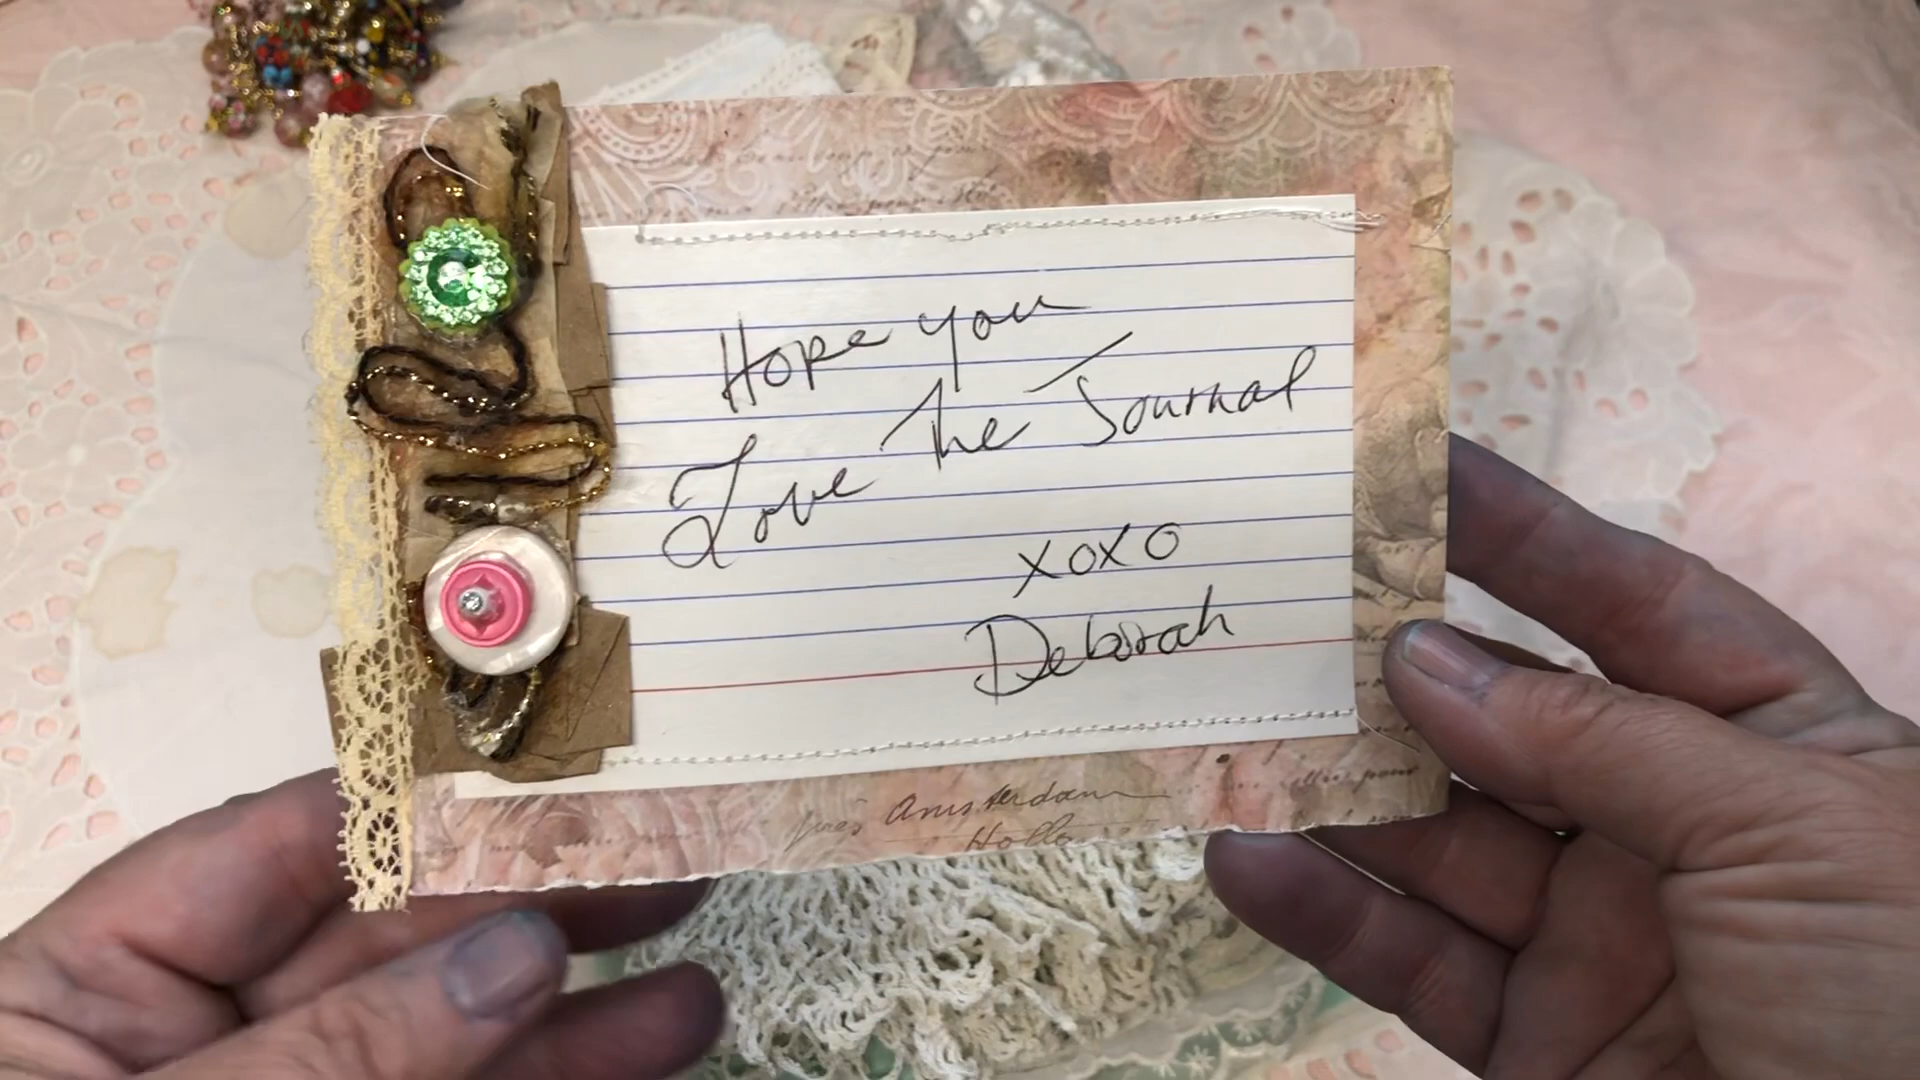 Hope you
Love the Journal
xoxo
Deborah
Amsterdam